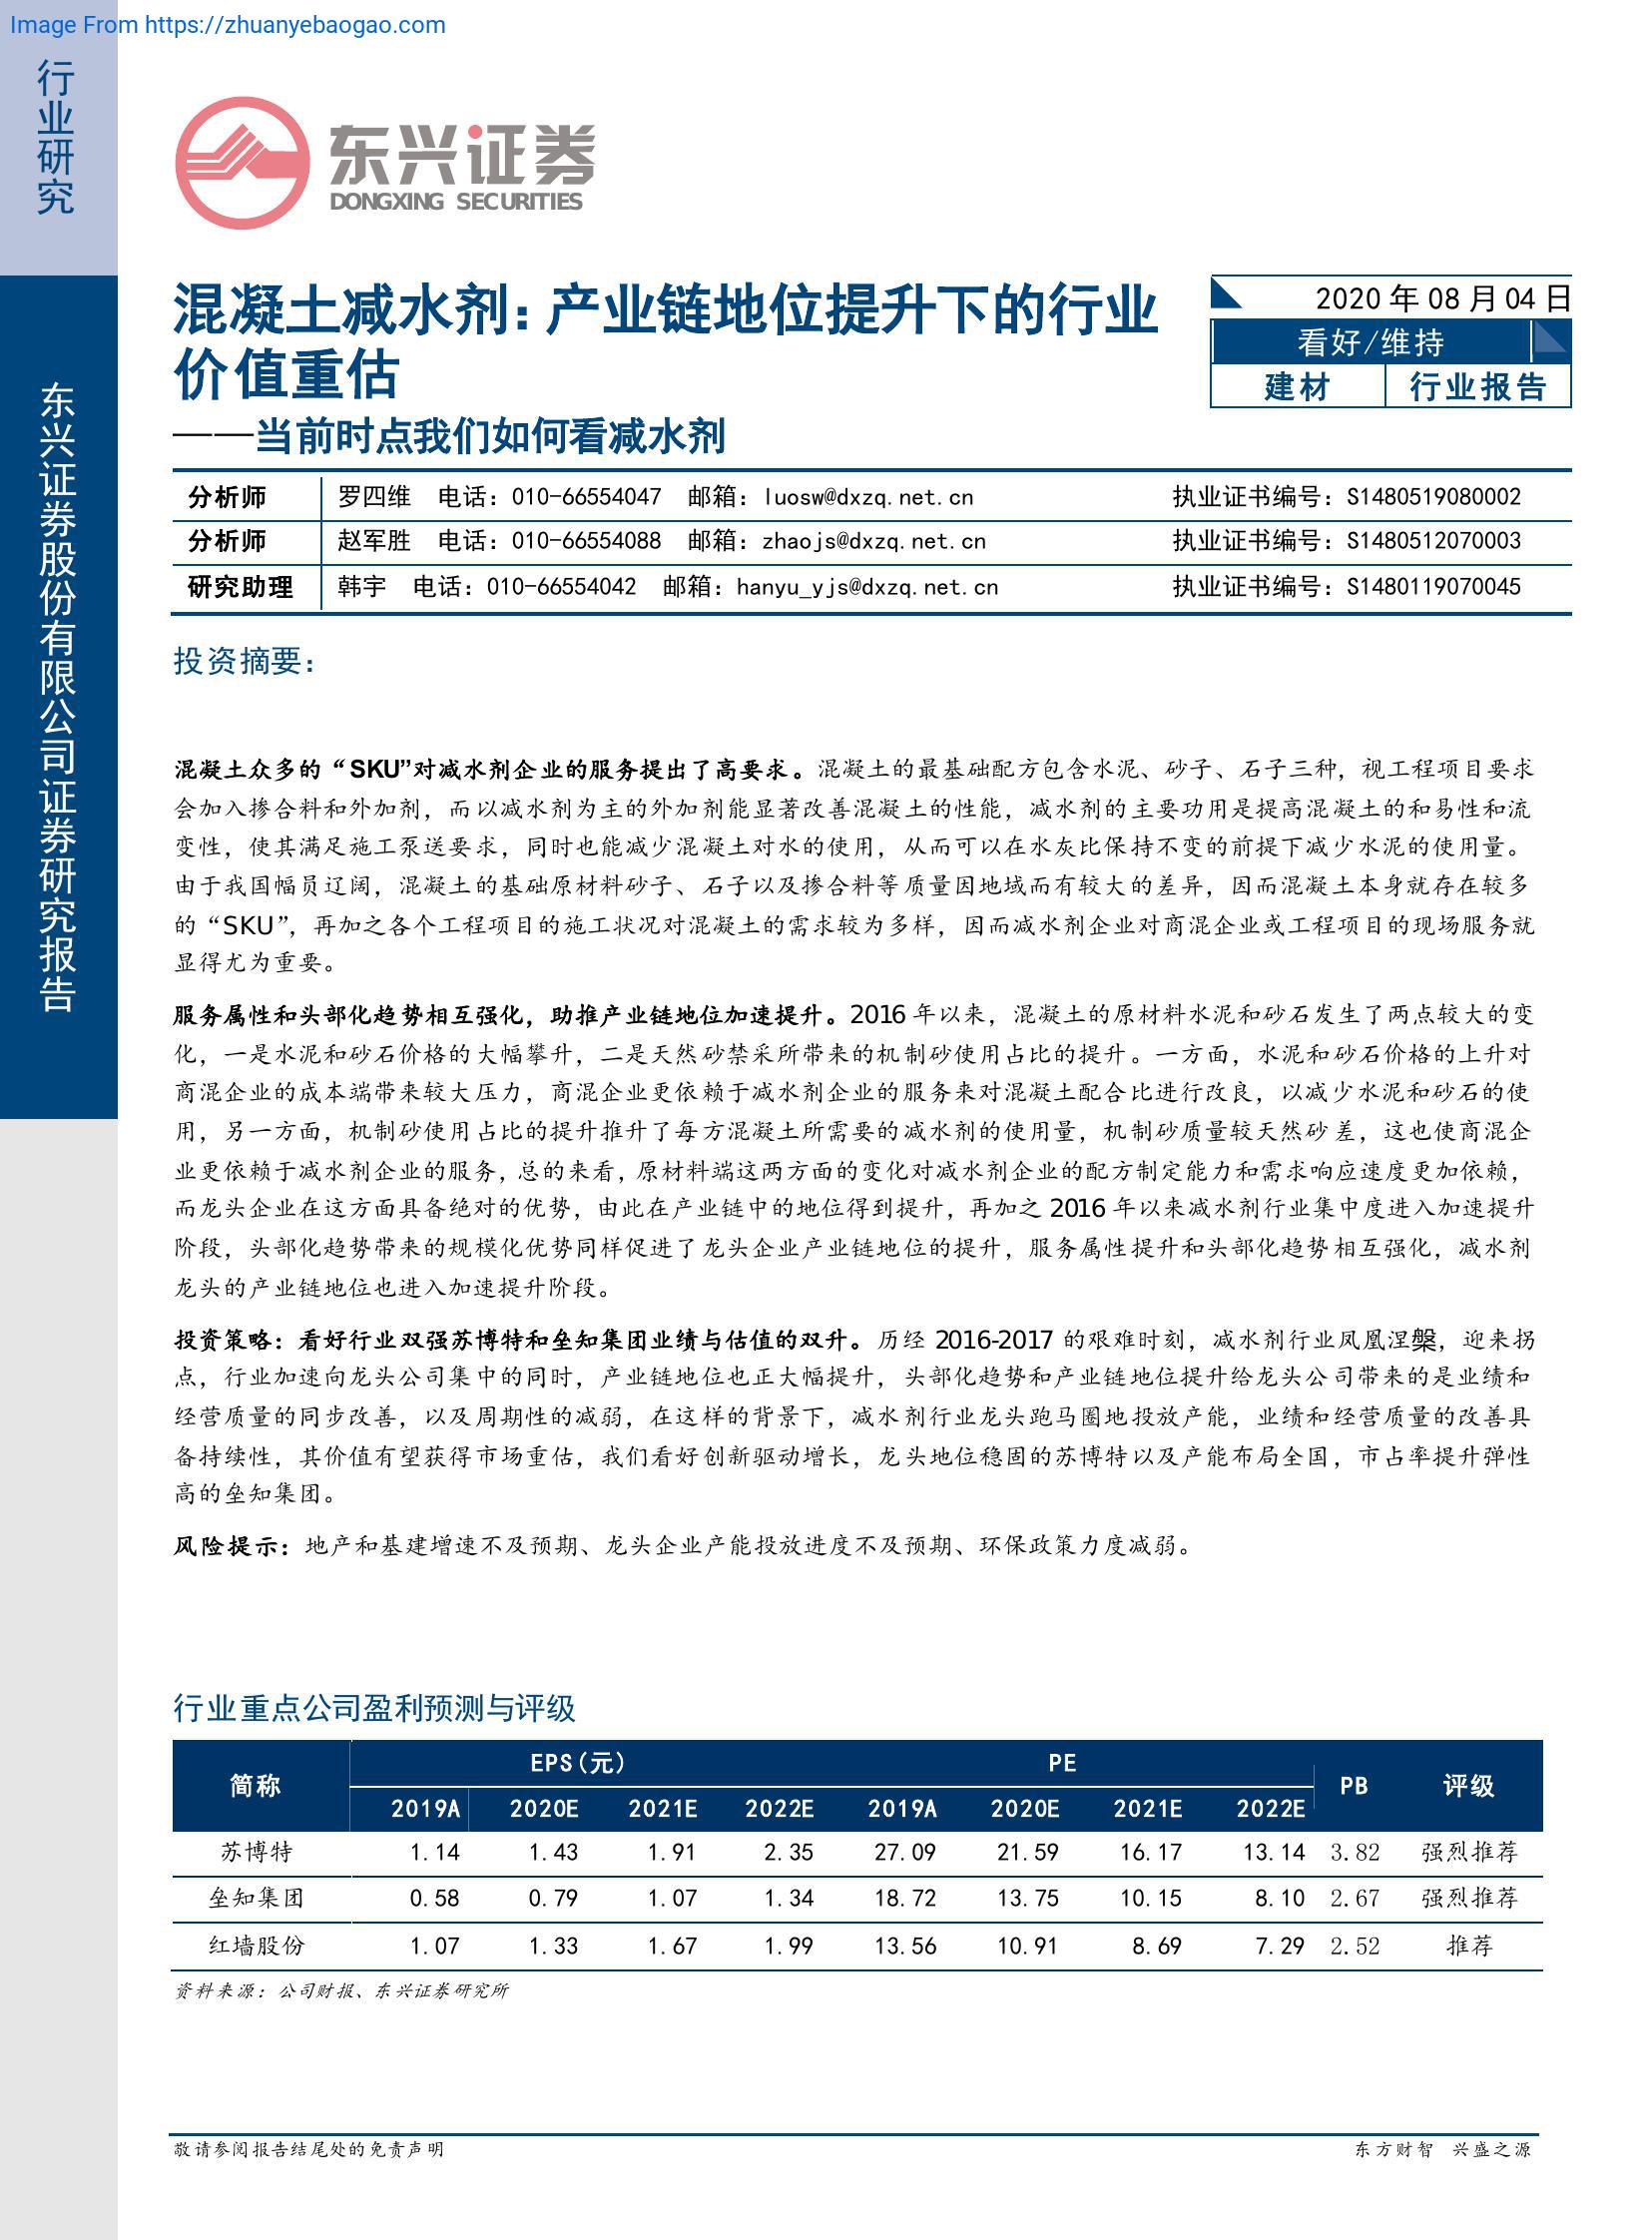 Image From https://zhuanyebaogao.com
行业研究
东兴证券股份有限公司证券研究报告
东兴证券
DONGXING SECURITIES
混凝土减水剂：产业链地位提升下的行业
价值重估
——当前时点我们如何看减水剂
2020 年 08 月 04 日
看好/维持
建材 行业报告
分析师 罗四维 电话：010-66554047 邮箱：luosw@dxzq.net.cn 执业证书编号：S1480519080002
分析师 赵军胜 电话：010-66554088 邮箱：zhaojs@dxzq.net.cn 执业证书编号：S1480512070003
研究助理 韩宇 电话：010-66554042 邮箱：hanyu_yjs@dxzq.net.cn 执业证书编号：S1480119070045
投资摘要：
混凝土众多的“SKU”对减水剂企业的服务提出了高要求。混凝土的最基础配方包含水泥、砂子、石子三种，视工程项目要求
会加入掺合料和外加剂，而以减水剂为主的外加剂能显著改善混凝土的性能，减水剂的主要功用是提高混凝土的和易性和流
变性，使其满足施工泵送要求，同时也能减少混凝土对水的使用，从而可以在水灰比保持不变的前提下减少水泥的使用量。
由于我国幅员辽阔，混凝土的基础原材料砂子、石子以及掺合料等质量因地域而有较大的差异，因而混凝土本身就存在较多
的“SKU”，再加之各个工程项目的施工状况对混凝土的需求较为多样，因而减水剂企业对商混企业或工程项目的现场服务就
显得尤为重要。
服务属性和头部化趋势相互强化，助推产业链地位加速提升。2016 年以来，混凝土的原材料水泥和砂石发生了两点较大的变
化，一是水泥和砂石价格的大幅攀升，二是天然砂禁采所带来的机制砂使用占比的提升。一方面，水泥和砂石价格的上升对
商混企业的成本端带来较大压力，商混企业更依赖于减水剂企业的服务来对混凝土配合比进行改良，以减少水泥和砂石的使
用，另一方面，机制砂使用占比的提升推升了每方混凝土所需要的减水剂的使用量，机制砂质量较天然砂差，这也使商混企
业更依赖于减水剂企业的服务，总的来看，原材料端这两方面的变化对减水剂企业的配方制定能力和需求响应速度更加依赖，
而龙头企业在这方面具备绝对的优势，由此在产业链中的地位得到提升，再加之 2016 年以来减水剂行业集中度进入加速提升
阶段，头部化趋势带来的规模化优势同样促进了龙头企业产业链地位的提升，服务属性提升和头部化趋势相互强化，减水剂
龙头的产业链地位也进入加速提升阶段。
投资策略：看好行业双强苏博特和垒知集团业绩与估值的双升。历经 2016-2017 的艰难时刻，减水剂行业凤凰涅槃，迎来拐
点，行业加速向龙头公司集中的同时，产业链地位也正大幅提升，头部化趋势和产业链地位提升给龙头公司带来的是业绩和
经营质量的同步改善，以及周期性的减弱，在这样的背景下，减水剂行业龙头跑马圈地投放产能，业绩和经营质量的改善具
备持续性，其价值有望获得市场重估，我们看好创新驱动增长，龙头地位稳固的苏博特以及产能布局全国，市占率提升弹性
高的垒知集团。
风险提示：地产和基建增速不及预期、龙头企业产能投放进度不及预期、环保政策力度减弱。
行业重点公司盈利预测与评级
简称 EPS(元) PE PB 评级
2019A 2020E 2021E 2022E 2019A 2020E 2021E 2022E
苏博特 1.14 1.43 1.91 2.35 27.09 21.59 16.17 13.14 3.82 强烈推荐
垒知集团 0.58 0.79 1.07 1.34 18.72 13.75 10.15 8.10 2.67 强烈推荐
红墙股份 1.07 1.33 1.67 1.99 13.56 10.91 8.69 7.29 2.52 推荐
资料来源：公司财报、东兴证券研究所
敬请参阅报告结尾处的免责声明 东方财智 兴盛之源